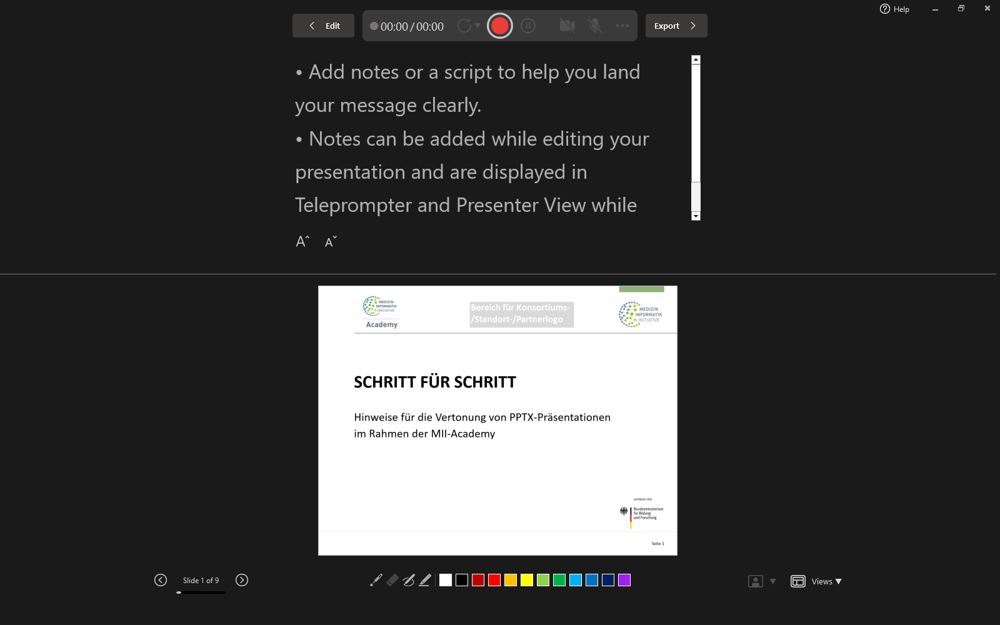 Help
Edit
00:00 / 00:00
Export
• Add notes or a script to help you land
your message clearly.
• Notes can be added while editing your
presentation and are displayed in
Teleprompter and Presenter View while
A A
MEDIZIN
INFORMATIK
INITIATIVE
Academy
Bereich für Konsortiums-
/Standort-/Partnerlogo
MEDIZIN
INFORMATIK
INITIATIVE
SCHRITT FÜR SCHRITT
Hinweise für die Vertonung von PPTX-Präsentationen
im Rahmen der MII-Academy
GEFÖRDERT VOM
Bundesministerium
für Bildung
und Forschung
Seite 1
Slide 1 of 9
Views